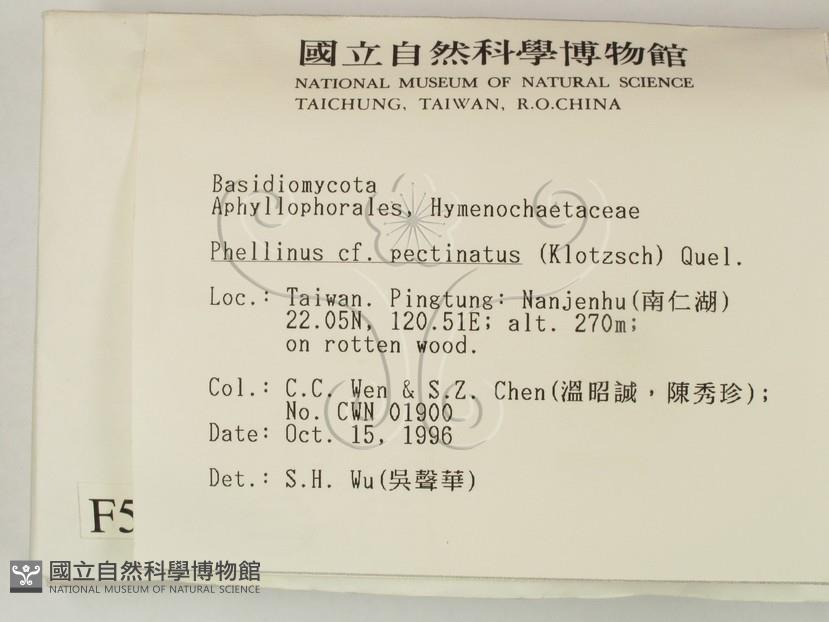 國立自然科學博物館
NATIONAL MUSEUM OF NATURAL SCIENCE
TAICHUNG, TAIWAN, R.O.CHINA
Basidiomycota
Aphyllophorales, Hymenochaetaceae
Phellinus cf. pectinatus (Klotzsch) Quel.
Loc.: Taiwan. Pingtung: Nanjenhu(南仁湖)
22.05N, 120.51E; alt. 270m;
on rotten wood.
Col.: C.C. Wen & S.Z. Chen(溫昭誠，陳秀珍);
No. CWN 01900
Date: Oct. 15, 1996
Det.: S.H. Wu(吳聲華)
F5
國立自然科學博物館
NATIONAL MUSEUM OF NATURAL SCIENCE